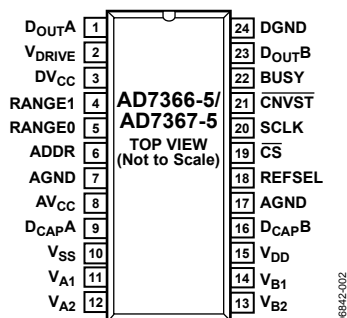 DOUTA 1
VDRIVE 2
DVCC 3
RANGE1 4
RANGE0 5
ADDR 6
AGND 7
AVCC 8
DCAPA 9
VSS 10
VA1 11
VA2 12
AD7366-5/
AD7367-5
TOP VIEW
(Not to Scale)
24 DGND
23 DOUTB
22 BUSY
21 CNVST
20 SCLK
19 CS
18 REFSEL
17 AGND
16 DCAPB
15 VDD
14 VB1
13 VB2
06842-002